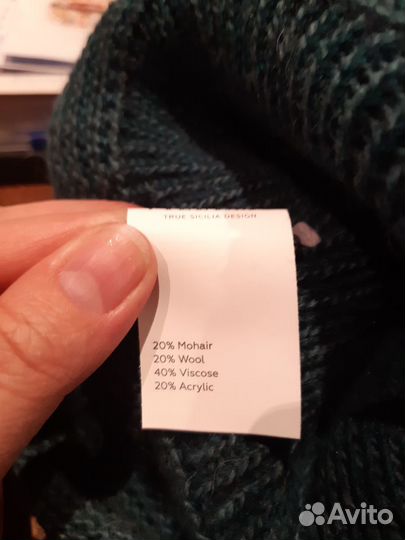 TRUE SICILIA DESIGN
20% Mohair
20% Wool
40% Viscose
20% Acrylic
Avito